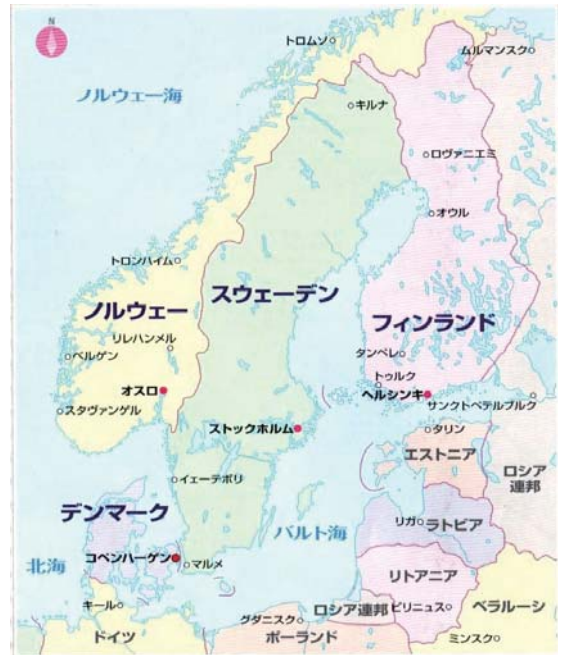 N
トロムソ
ムルマンスク
ノルウェー海
キルナ
ロヴァニエミ
オウル
トロンハイム
スウェーデン
ノルウェー
フィンランド
リレハンメル
ベルゲン
タンペレ
トゥルク
オスロ
ヘルシンキ
スタヴァンゲル
サンクトペテルブルク
ストックホルム
タリン
エストニア
ロシア
連邦
イェーテボリ
デンマーク
バルト海
リガ
ラトビア
北海
コペンハーゲン
マルメ
リトアニア
キール
ロシア連邦
ビリニュス
ベラルーシ
グダニスク
ドイツ
ポーランド
ミンスク